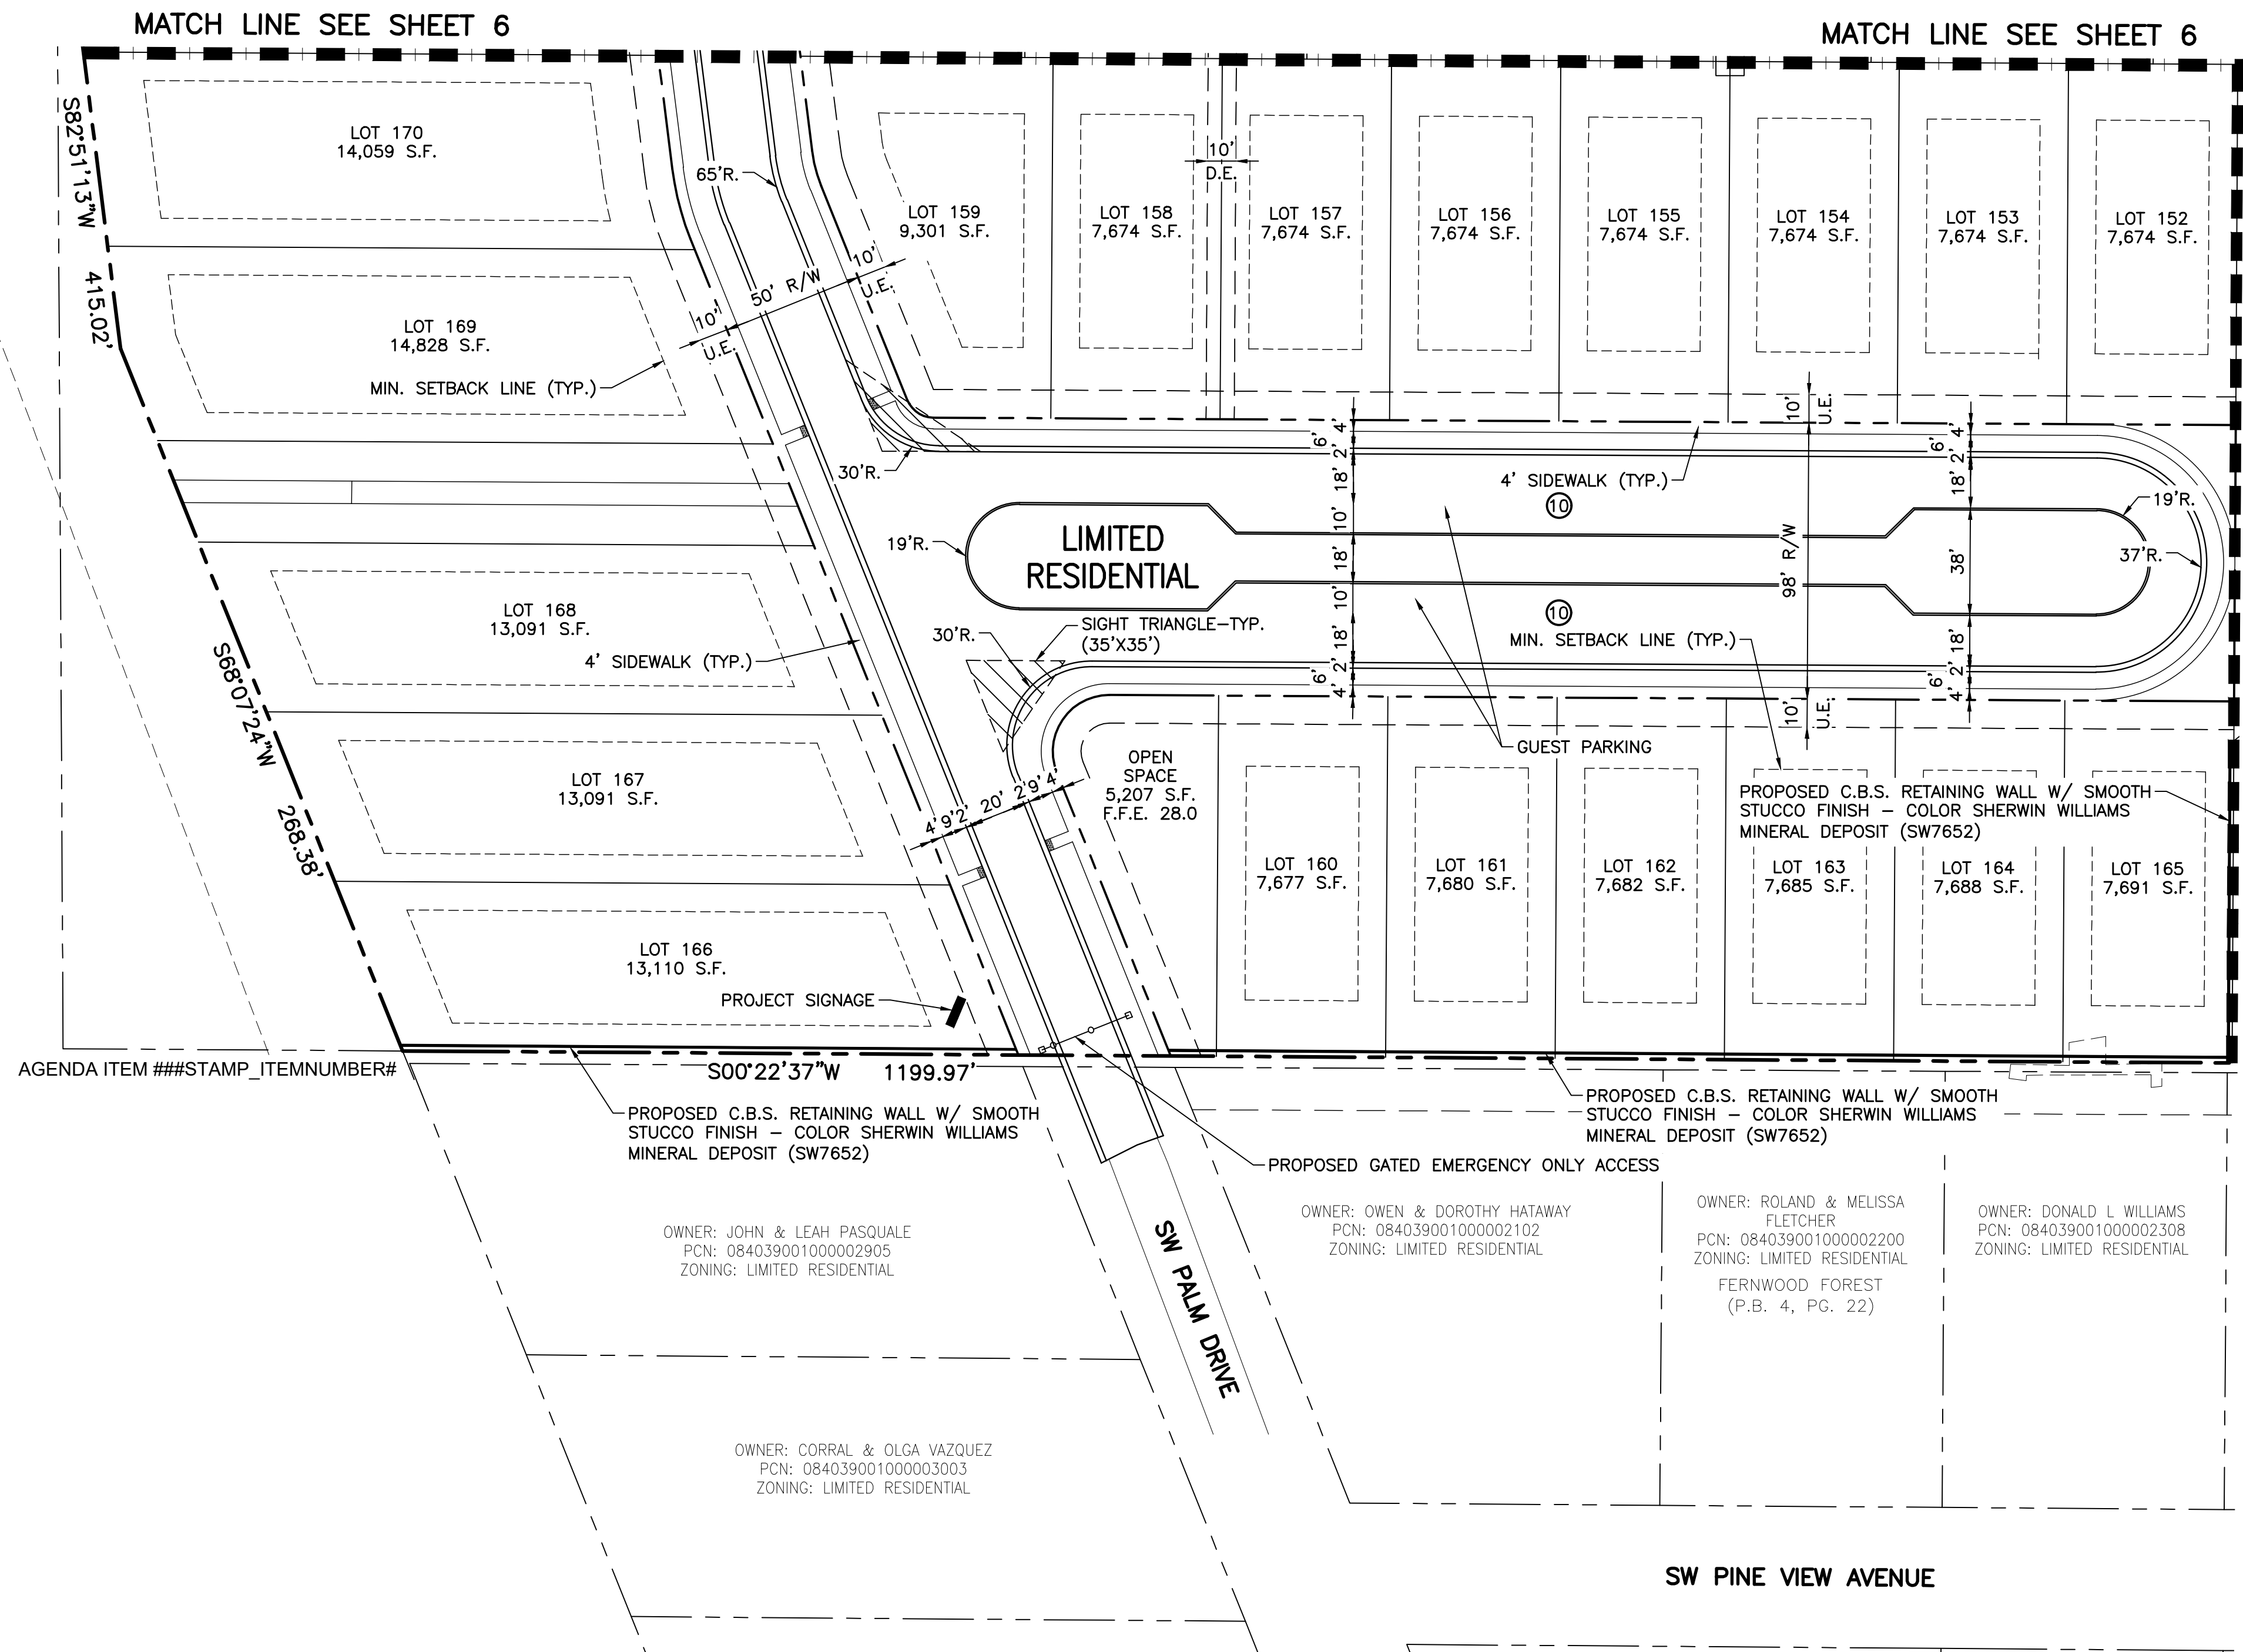 MATCH LINE SEE SHEET 6
MATCH LINE SEE SHEET 6
S82°51'13"W 415.02'
LOT 170
14,059 S.F.
65'R.
10'
D.E.
LOT 159
9,301 S.F.
LOT 158
7,674 S.F.
LOT 157
7,674 S.F.
LOT 156
7,674 S.F.
LOT 155
7,674 S.F.
LOT 154
7,674 S.F.
LOT 153
7,674 S.F.
LOT 152
7,674 S.F.
10'
U.E.
50' R/W
10'
U.E.
LOT 169
14,828 S.F.
MIN. SETBACK LINE (TYP.)
10'
U.E.
4'
6'
2'
18'
10'
18'
10'
18'
2'
6'
4'
4'
6'
2'
18'
38'
18'
2'
6'
4'
30'R.
4' SIDEWALK (TYP.)
10
19'R.
19'R.
LIMITED
RESIDENTIAL
98' R/W
37'R.
10
LOT 168
13,091 S.F.
30'R.
SIGHT TRIANGLE-TYP.
(35'X35')
MIN. SETBACK LINE (TYP.)
4' SIDEWALK (TYP.)
10'
U.E.
S68°07'24"W 268.38'
GUEST PARKING
OPEN
SPACE
5,207 S.F.
F.F.E. 28.0
LOT 167
13,091 S.F.
4' 9' 2' 20' 2' 9' 4'
PROPOSED C.B.S. RETAINING WALL W/ SMOOTH
STUCCO FINISH – COLOR SHERWIN WILLIAMS
MINERAL DEPOSIT (SW7652)
LOT 160
7,677 S.F.
LOT 161
7,680 S.F.
LOT 162
7,682 S.F.
LOT 163
7,685 S.F.
LOT 164
7,688 S.F.
LOT 165
7,691 S.F.
LOT 166
13,110 S.F.
PROJECT SIGNAGE
AGENDA ITEM ###STAMP_ITEMNUMBER#
S00°22'37"W 1199.97'
PROPOSED C.B.S. RETAINING WALL W/ SMOOTH
STUCCO FINISH – COLOR SHERWIN WILLIAMS
MINERAL DEPOSIT (SW7652)
PROPOSED C.B.S. RETAINING WALL W/ SMOOTH
STUCCO FINISH – COLOR SHERWIN WILLIAMS
MINERAL DEPOSIT (SW7652)
PROPOSED GATED EMERGENCY ONLY ACCESS
OWNER: JOHN & LEAH PASQUALE
PCN: 084039001000002905
ZONING: LIMITED RESIDENTIAL
SW PALM DRIVE
OWNER: OWEN & DOROTHY HATAWAY
PCN: 084039001000002102
ZONING: LIMITED RESIDENTIAL
OWNER: ROLAND & MELISSA
FLETCHER
PCN: 084039001000002200
ZONING: LIMITED RESIDENTIAL
FERNWOOD FOREST
(P.B. 4, PG. 22)
OWNER: DONALD L WILLIAMS
PCN: 084039001000002308
ZONING: LIMITED RESIDENTIAL
OWNER: CORRAL & OLGA VAZQUEZ
PCN: 084039001000003003
ZONING: LIMITED RESIDENTIAL
SW PINE VIEW AVENUE